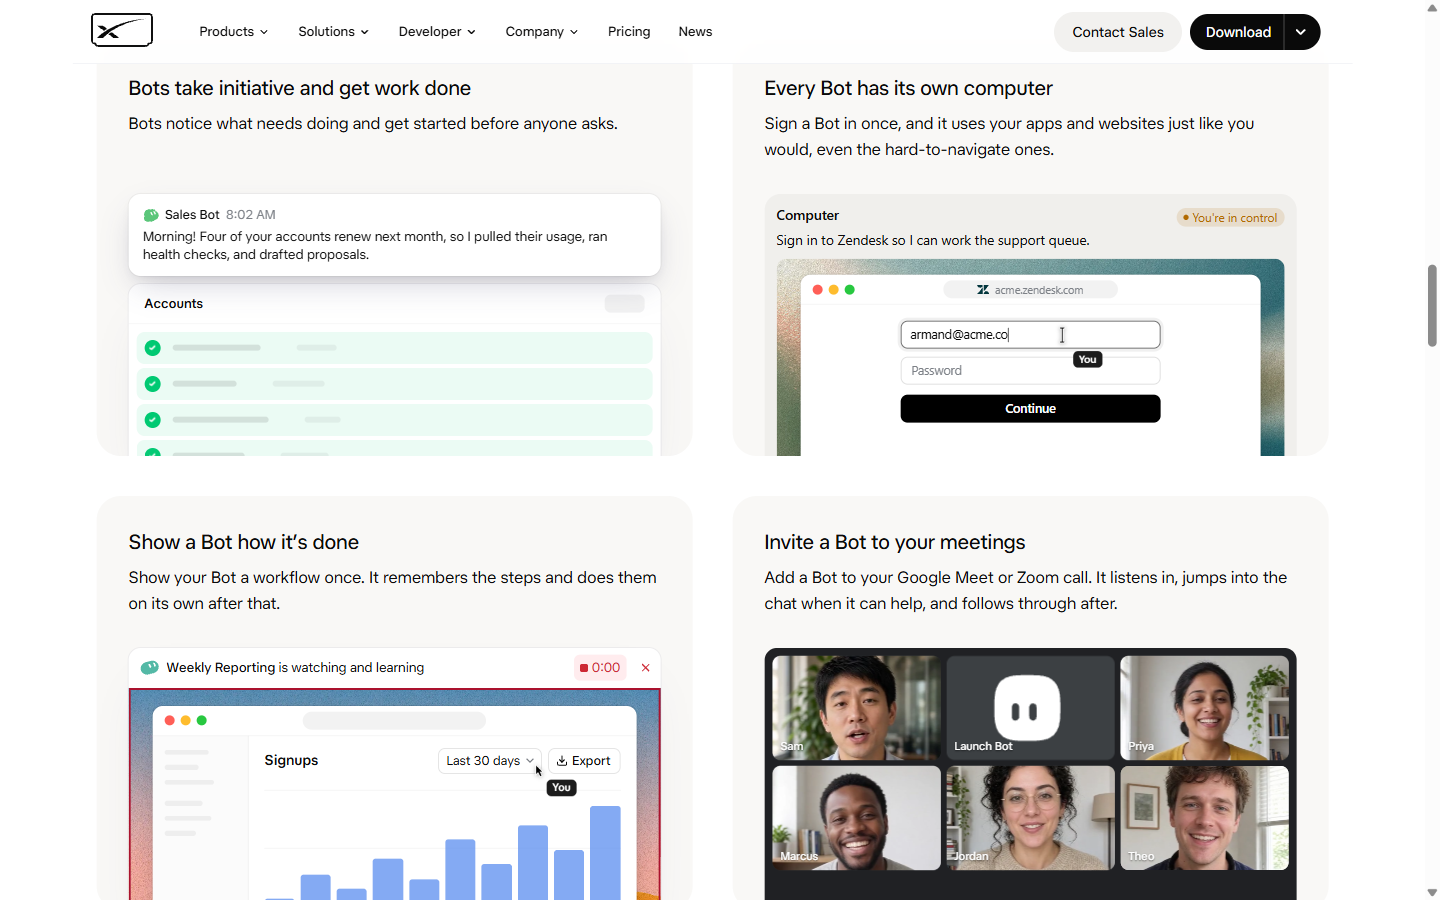 Products
Solutions
Developer
Company
Pricing
News
Contact Sales
Download
Bots take initiative and get work done
Bots notice what needs doing and get started before anyone asks.
Sales Bot 8:02 AM
Morning! Four of your accounts renew next month, so I pulled their usage, ran
health checks, and drafted proposals.
Accounts
Every Bot has its own computer
Sign a Bot in once, and it uses your apps and websites just like you
would, even the hard-to-navigate ones.
Computer
You're in control
Sign in to Zendesk so I can work the support queue.
acme.zendesk.com
armand@acme.co
You
Password
Continue
Show a Bot how it’s done
Show your Bot a workflow once. It remembers the steps and does them
on its own after that.
Weekly Reporting is watching and learning
0:00
Signups
Last 30 days
Export
You
Invite a Bot to your meetings
Add a Bot to your Google Meet or Zoom call. It listens in, jumps into the
chat when it can help, and follows through after.
Sam
Launch Bot
Priya
Marcus
Jordan
Theo